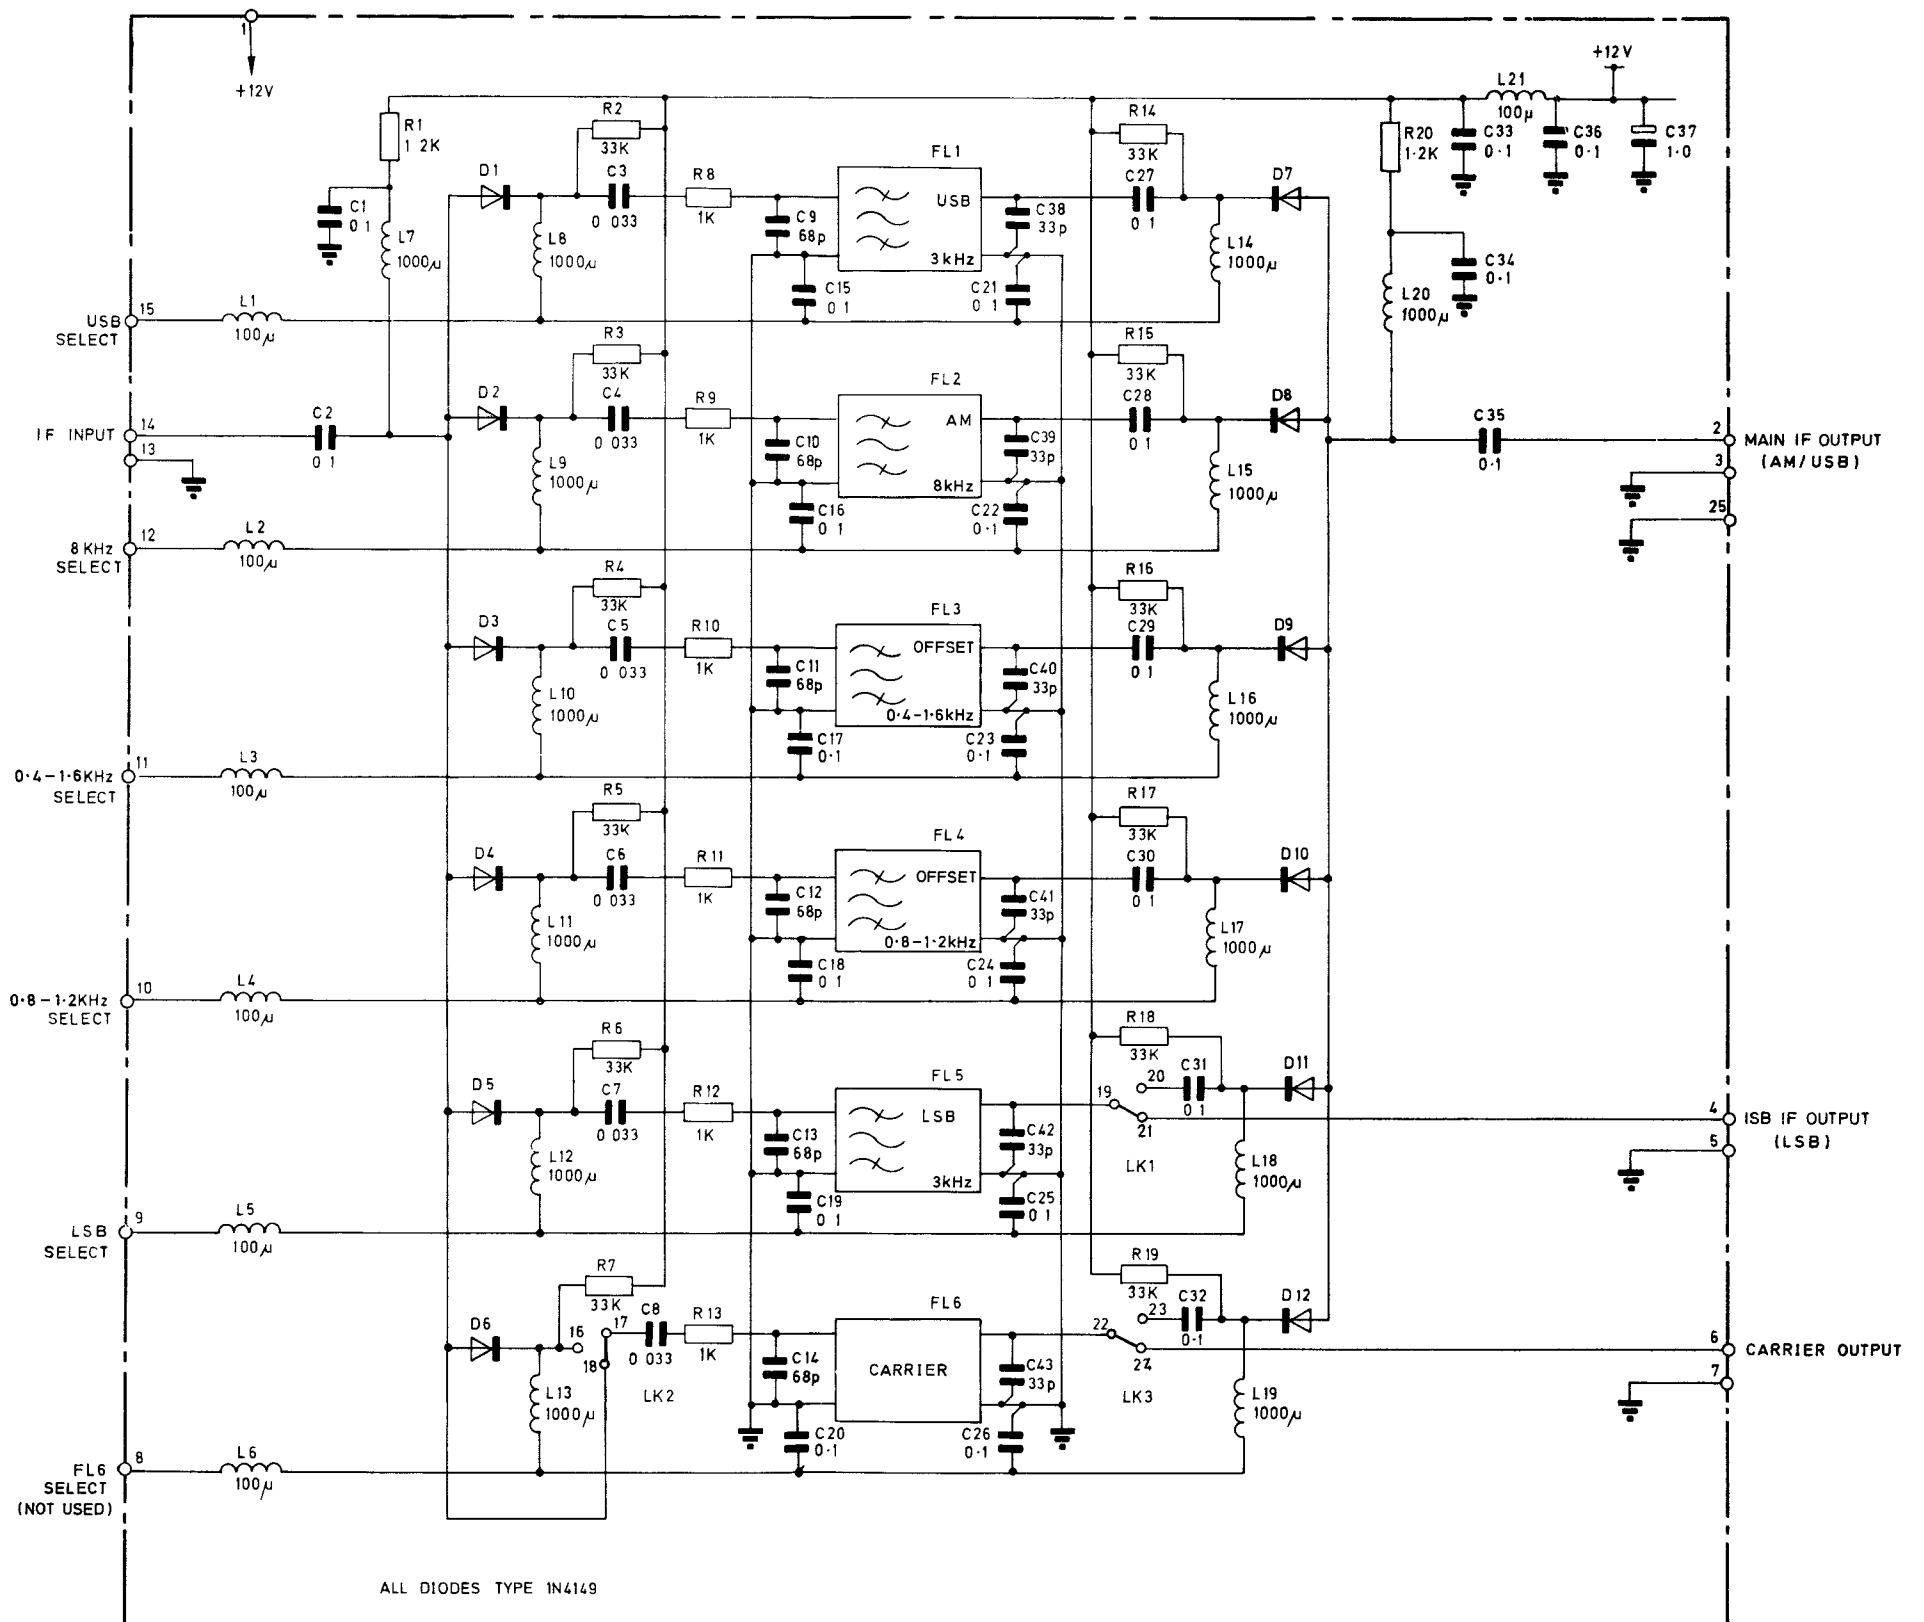 1
+12V
+12V
L21
100µ
R1
1 2K
R2
33K
R14
33K
R20
1·2K
C33
0·1
C36
0·1
C37
1·0
D1
C3
0 033
R8
1K
FL1
USB
3kHz
C27
0 1
D7
C1
0 1
L7
1000µ
L8
1000µ
C9
68p
C38
33p
L14
1000µ
C34
0·1
C15
0 1
C21
0 1
L20
1000µ
15
USB
SELECT
L1
100µ
R3
33K
R15
33K
D2
C4
0 033
R9
1K
FL2
AM
8kHz
C28
0 1
D8
14
IF INPUT
13
C2
0 1
C35
0·1
2
MAIN IF OUTPUT
(AM/USB)
3
25
L9
1000µ
C10
68p
C39
33p
L15
1000µ
C16
0 1
C22
0·1
12
8KHz
SELECT
L2
100µ
R4
33K
R16
33K
D3
C5
0 033
R10
1K
FL3
OFFSET
0·4-1·6kHz
C29
0 1
D9
L10
1000µ
C11
68p
C40
33p
L16
1000µ
C17
0·1
C23
0·1
11
0·4-1·6KHz
SELECT
L3
100µ
R5
33K
R17
33K
D4
C6
0 033
R11
1K
FL4
OFFSET
0·8-1·2kHz
C30
0 1
D10
L11
1000µ
C12
68p
C41
33p
L17
1000µ
C18
0 1
C24
0 1
10
0·8-1·2KHz
SELECT
L4
100µ
R6
33K
R18
33K
D5
C7
0 033
R12
1K
FL5
LSB
3kHz
19
20
21
LK1
C31
0 1
D11
4
ISB IF OUTPUT
(LSB)
5
L12
1000µ
C13
68p
C42
33p
L18
1000µ
C19
0 1
C25
0 1
9
LSB
SELECT
L5
100µ
R7
33K
R19
33K
D6
16
17
18
LK2
C8
0 033
R13
1K
FL6
CARRIER
22
23
24
LK3
C32
0·1
D12
6
CARRIER OUTPUT
7
L13
1000µ
C14
68p
C43
33p
L19
1000µ
C20
0·1
C26
0·1
8
FL6
SELECT
(NOT USED)
L6
100µ
ALL DIODES TYPE 1N4149